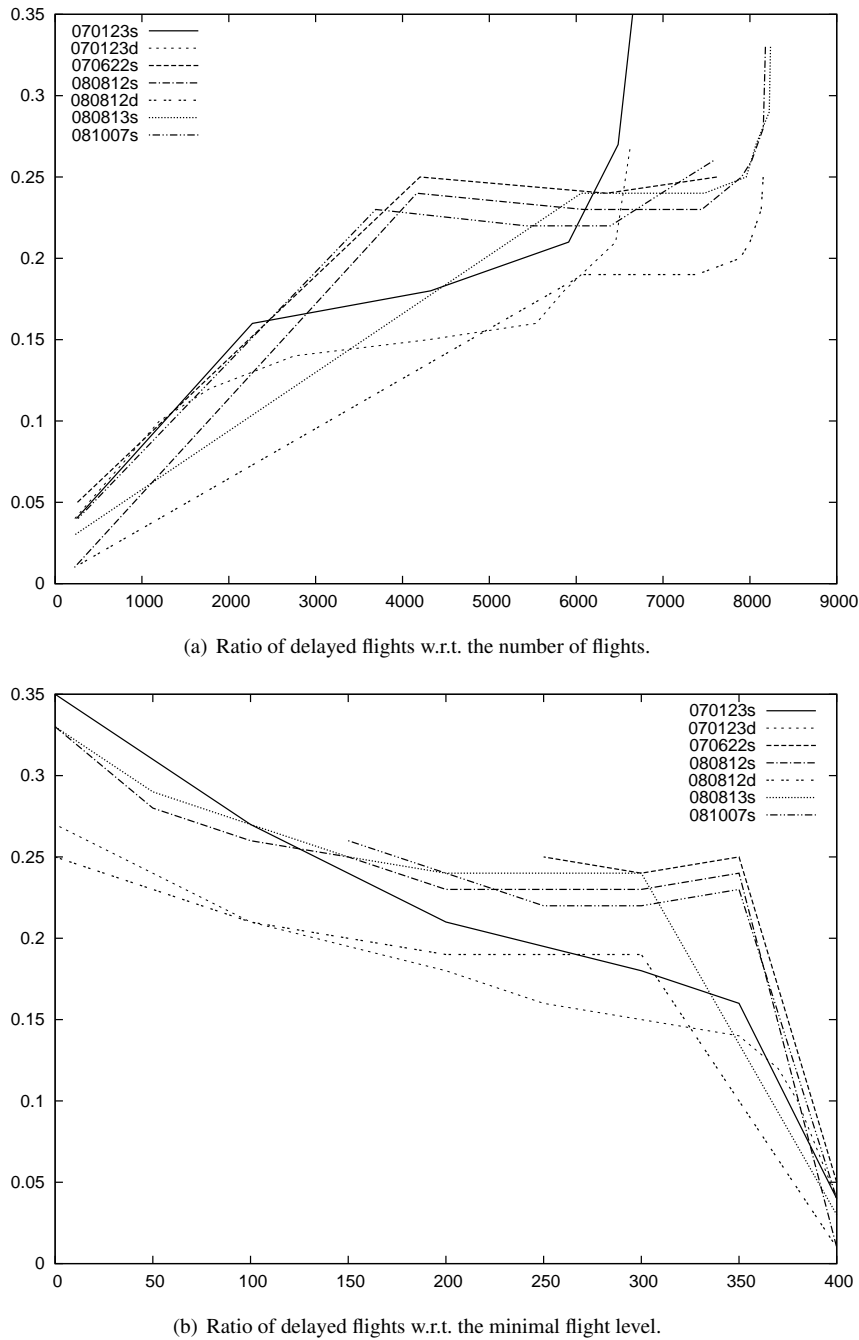 0.35
0.3
0.25
0.2
0.15
0.1
0.05
0
070123s
070123d
070622s
080812s
080812d
080813s
081007s
0 1000 2000 3000 4000 5000 6000 7000 8000 9000
(a) Ratio of delayed flights w.r.t. the number of flights.
0.35
0.3
0.25
0.2
0.15
0.1
0.05
0
070123s
070123d
070622s
080812s
080812d
080813s
081007s
0 50 100 150 200 250 300 350 400
(b) Ratio of delayed flights w.r.t. the minimal flight level.